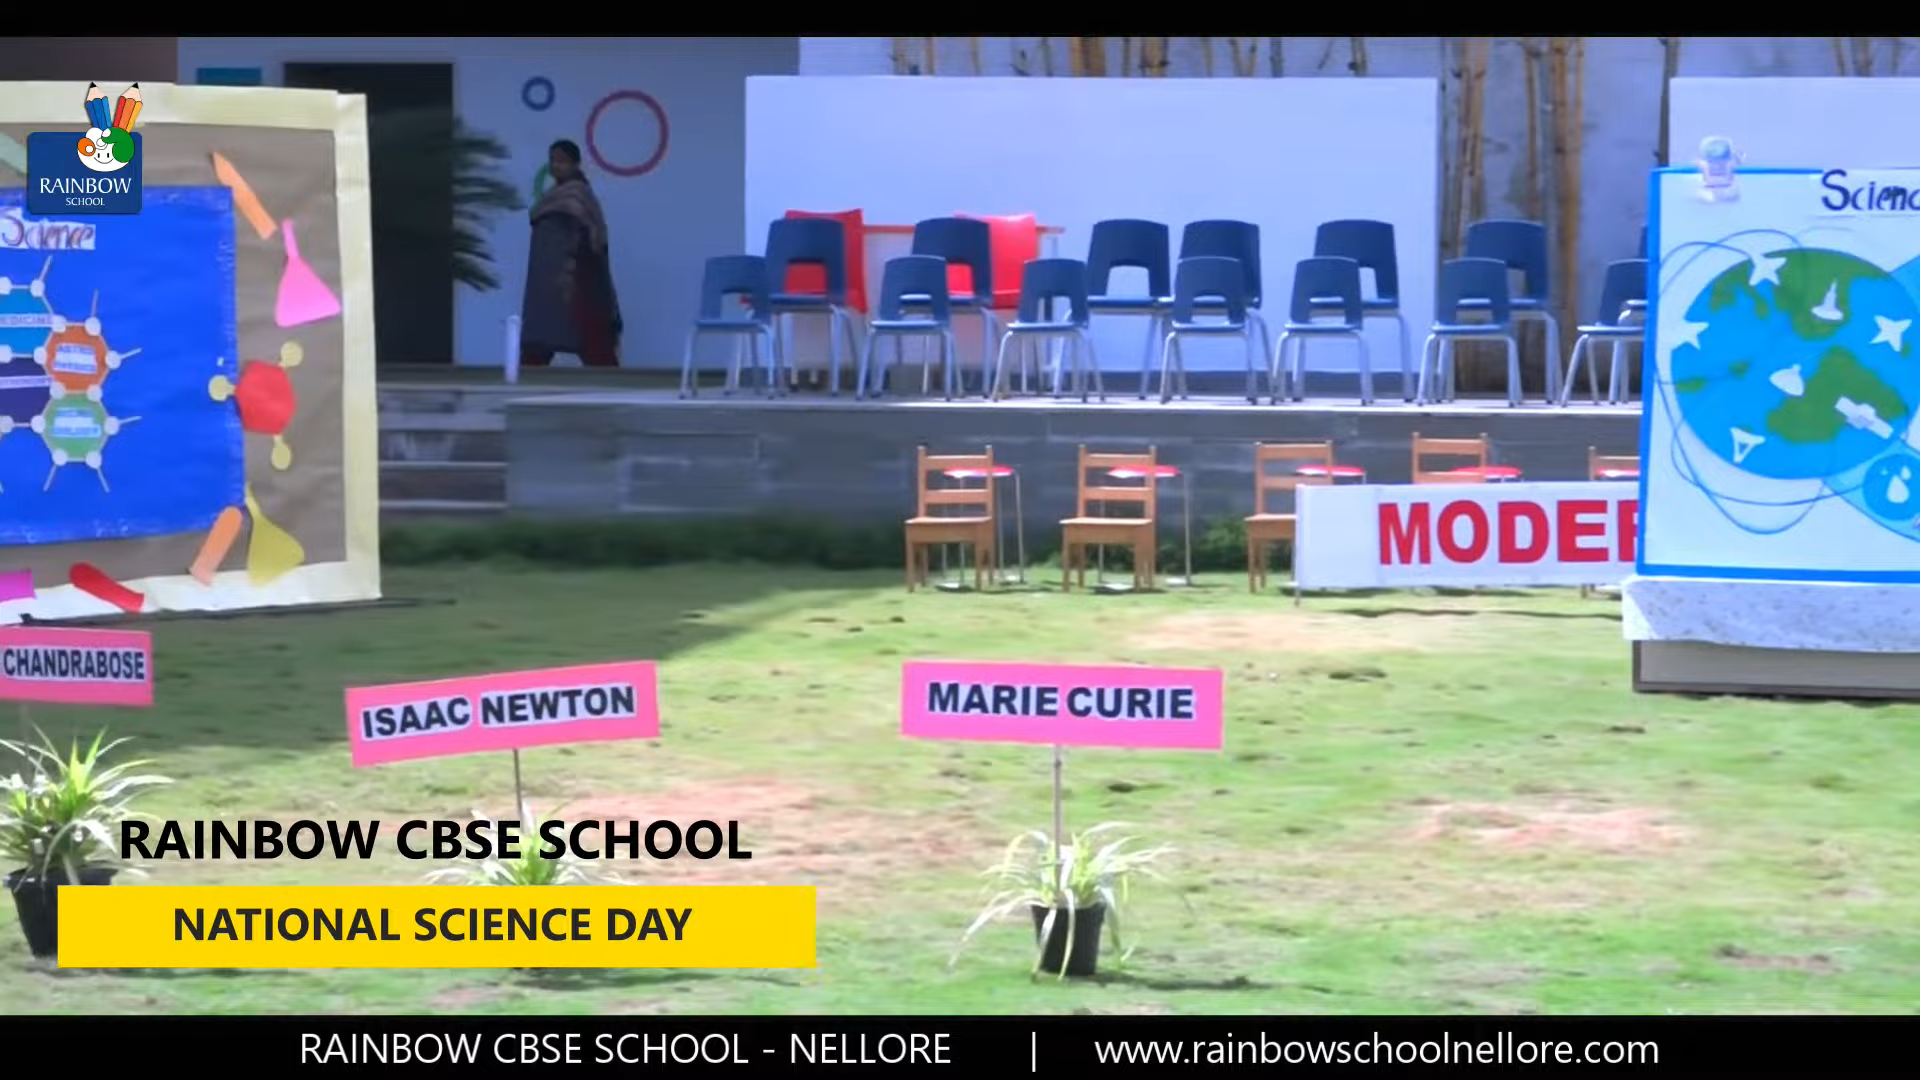 RAINBOW
SCHOOL
Science
Scienc
MODER
CHANDRABOSE
ISAAC NEWTON
MARIE CURIE
RAINBOW CBSE SCHOOL
NATIONAL SCIENCE DAY
RAINBOW CBSE SCHOOL - NELLORE | www.rainbowschoolnellore.com